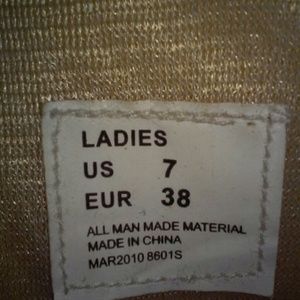 LADIES
US 7
EUR 38
ALL MAN MADE MATERIAL
MADE IN CHINA
MAR2010 8601S